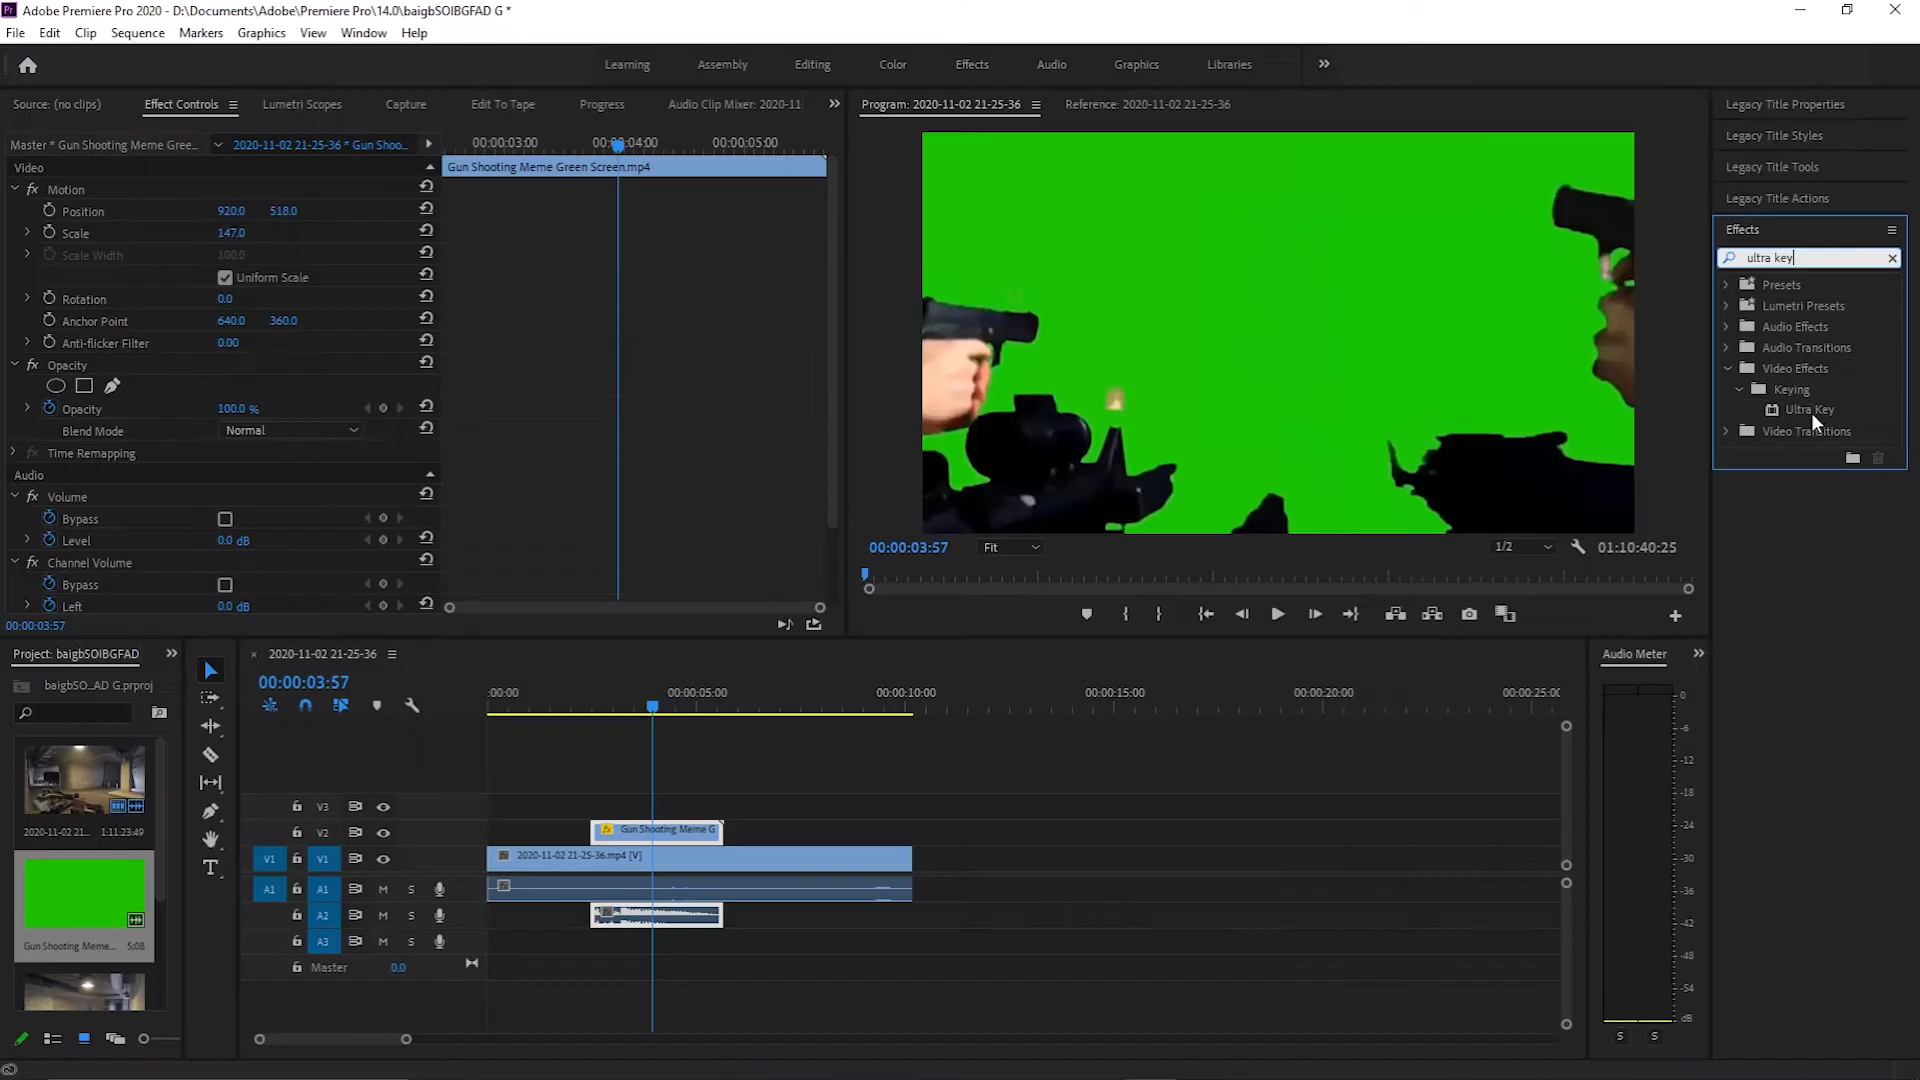 Adobe Premiere Pro 2020 - D:\Documents\Adobe\Premiere Pro\14.0\baigbSOIBGFAD G *
File Edit Clip Sequence Markers Graphics View Window Help
Learning Assembly Editing Color Effects Audio Graphics Libraries
Source: (no clips) Effect Controls Lumetri Scopes Capture Edit To Tape Progress Audio Clip Mixer: 2020-11
Master * Gun Shooting Meme Gree... 2020-11-02 21-25-36 * Gun Shoo...
00:00:03:00 00:00:04:00 00:00:05:00
Gun Shooting Meme Green Screen.mp4
Video
fx Motion
Position 920.0 518.0
Scale 147.0
Scale Width 100.0
Uniform Scale
Rotation 0.0
Anchor Point 640.0 360.0
Anti-flicker Filter 0.00
fx Opacity
Opacity 100.0 %
Blend Mode Normal
fx Time Remapping
Audio
fx Volume
Bypass
Level 0.0 dB
fx Channel Volume
Bypass
Left 0.0 dB
00:00:03:57
Program: 2020-11-02 21-25-36 Reference: 2020-11-02 21-25-36
00:00:03:57 Fit 1/2 01:10:40:25
Legacy Title Properties
Legacy Title Styles
Legacy Title Tools
Legacy Title Actions
Effects
ultra key
Presets
Lumetri Presets
Audio Effects
Audio Transitions
Video Effects
Keying
Ultra Key
Video Transitions
Project: baigbSOIBGFAD
baigbSO...AD G.prproj
2020-11-02 21... 1:11:23:49
Gun Shooting Meme... 5;08
2020-11-02 21-25-36
00:00:03:57
:00:00 00:00:05:00 00:00:10:00 00:00:15:00 00:00:20:00 00:00:25:00
V3
V2 fx Gun Shooting Meme G
V1 V1 2020-11-02 21-25-36.mp4 [V]
A1 A1 M S
A2 M S
A3 M S
Master 0.0
Audio Meter
0
-6
-12
-18
-24
-30
-36
-42
-48
-54
dB
S S